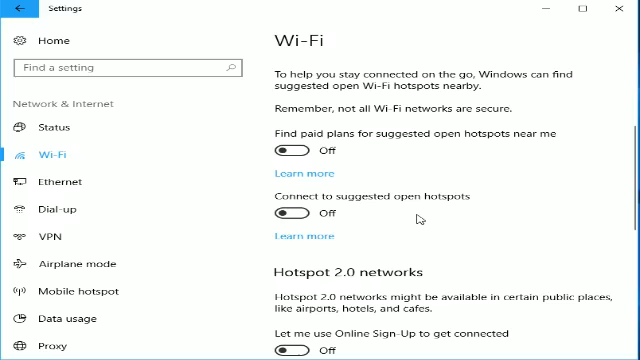 Settings
Home
Find a setting
Network & Internet
Status
Wi-Fi
Ethernet
Dial-up
VPN
Airplane mode
Mobile hotspot
Data usage
Proxy
Wi-Fi
To help you stay connected on the go, Windows can find
suggested open Wi-Fi hotspots nearby.
Remember, not all Wi-Fi networks are secure.
Find paid plans for suggested open hotspots near me
Off
Learn more
Connect to suggested open hotspots
Off
Learn more
Hotspot 2.0 networks
Hotspot 2.0 networks might be available in certain public places,
like airports, hotels, and cafes.
Let me use Online Sign-Up to get connected
Off